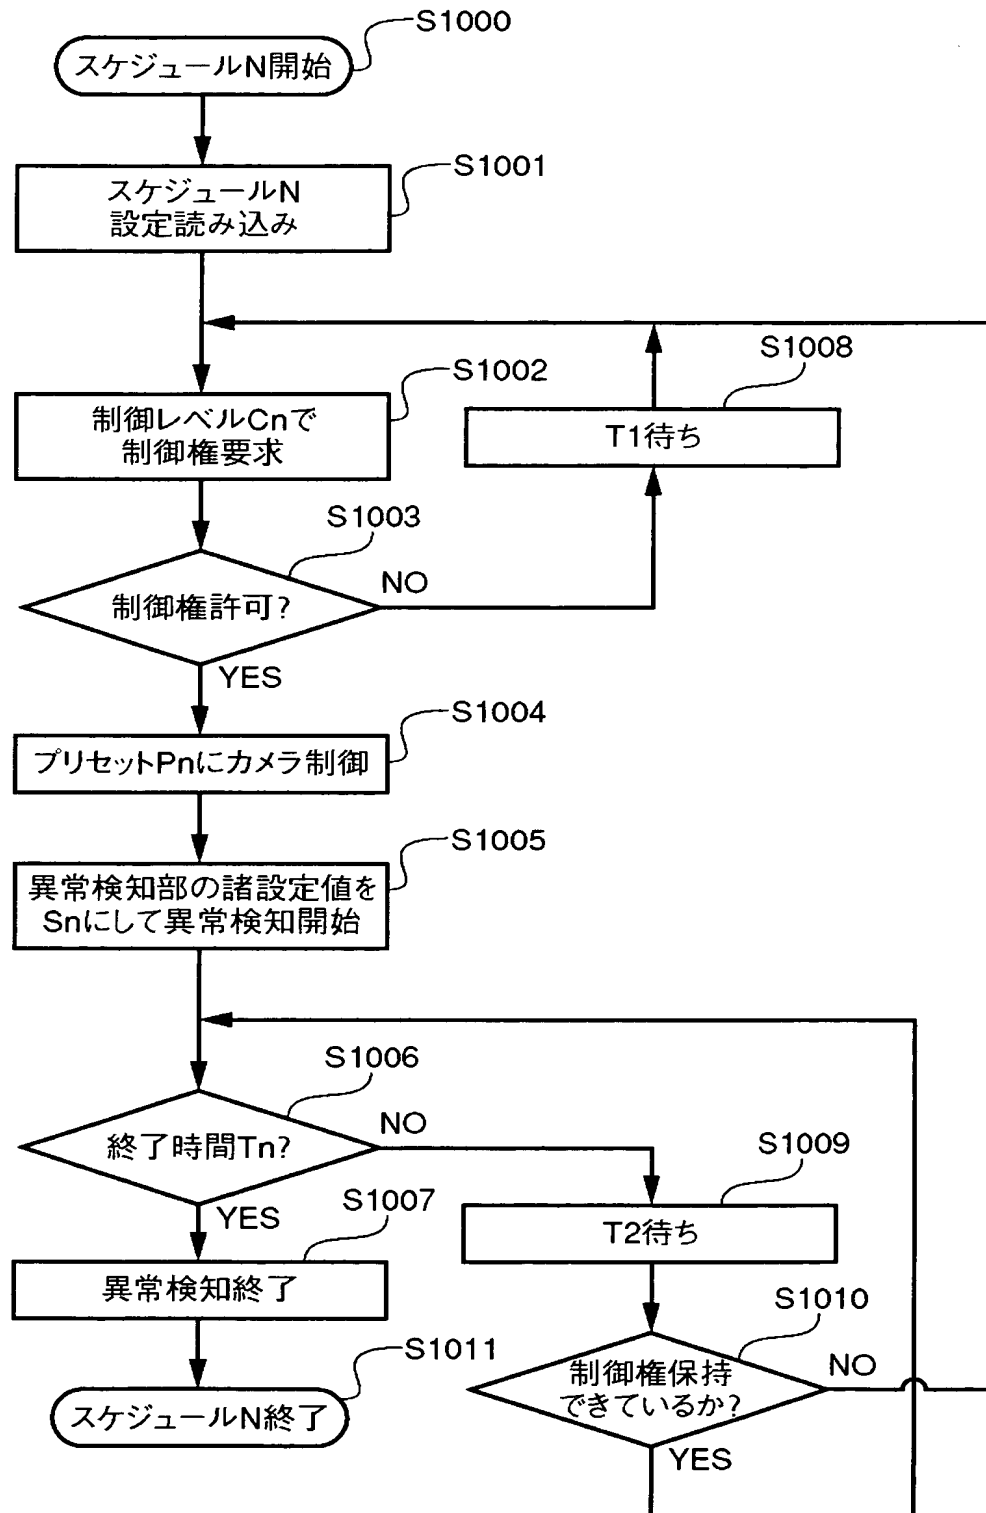 S1000
スケジュールN開始
S1001
スケジュールN
設定読み込み
S1002
制御レベルCnで
制御権要求
S1008
T1待ち
S1003
制御権許可?
NO
YES
S1004
プリセットPnにカメラ制御
S1005
異常検知部の諸設定値を
Snにして異常検知開始
S1006
終了時間Tn?
NO
YES
S1009
T2待ち
S1007
異常検知終了
S1010
制御権保持
できているか?
NO
YES
S1011
スケジュールN終了